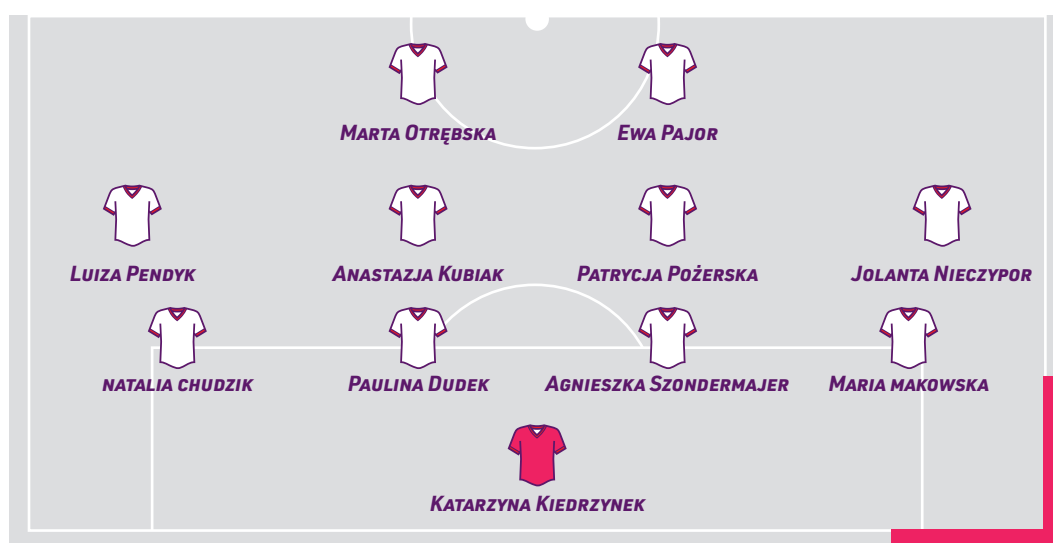 Marta Otrębska
Ewa Pajor
Luiza Pendyk
Anastazja Kubiak
Patrycja Pożerska
Jolanta Nieczypor
natalia chudzik
Paulina Dudek
Agnieszka Szondermajer
Maria makowska
Katarzyna Kiedrzynek